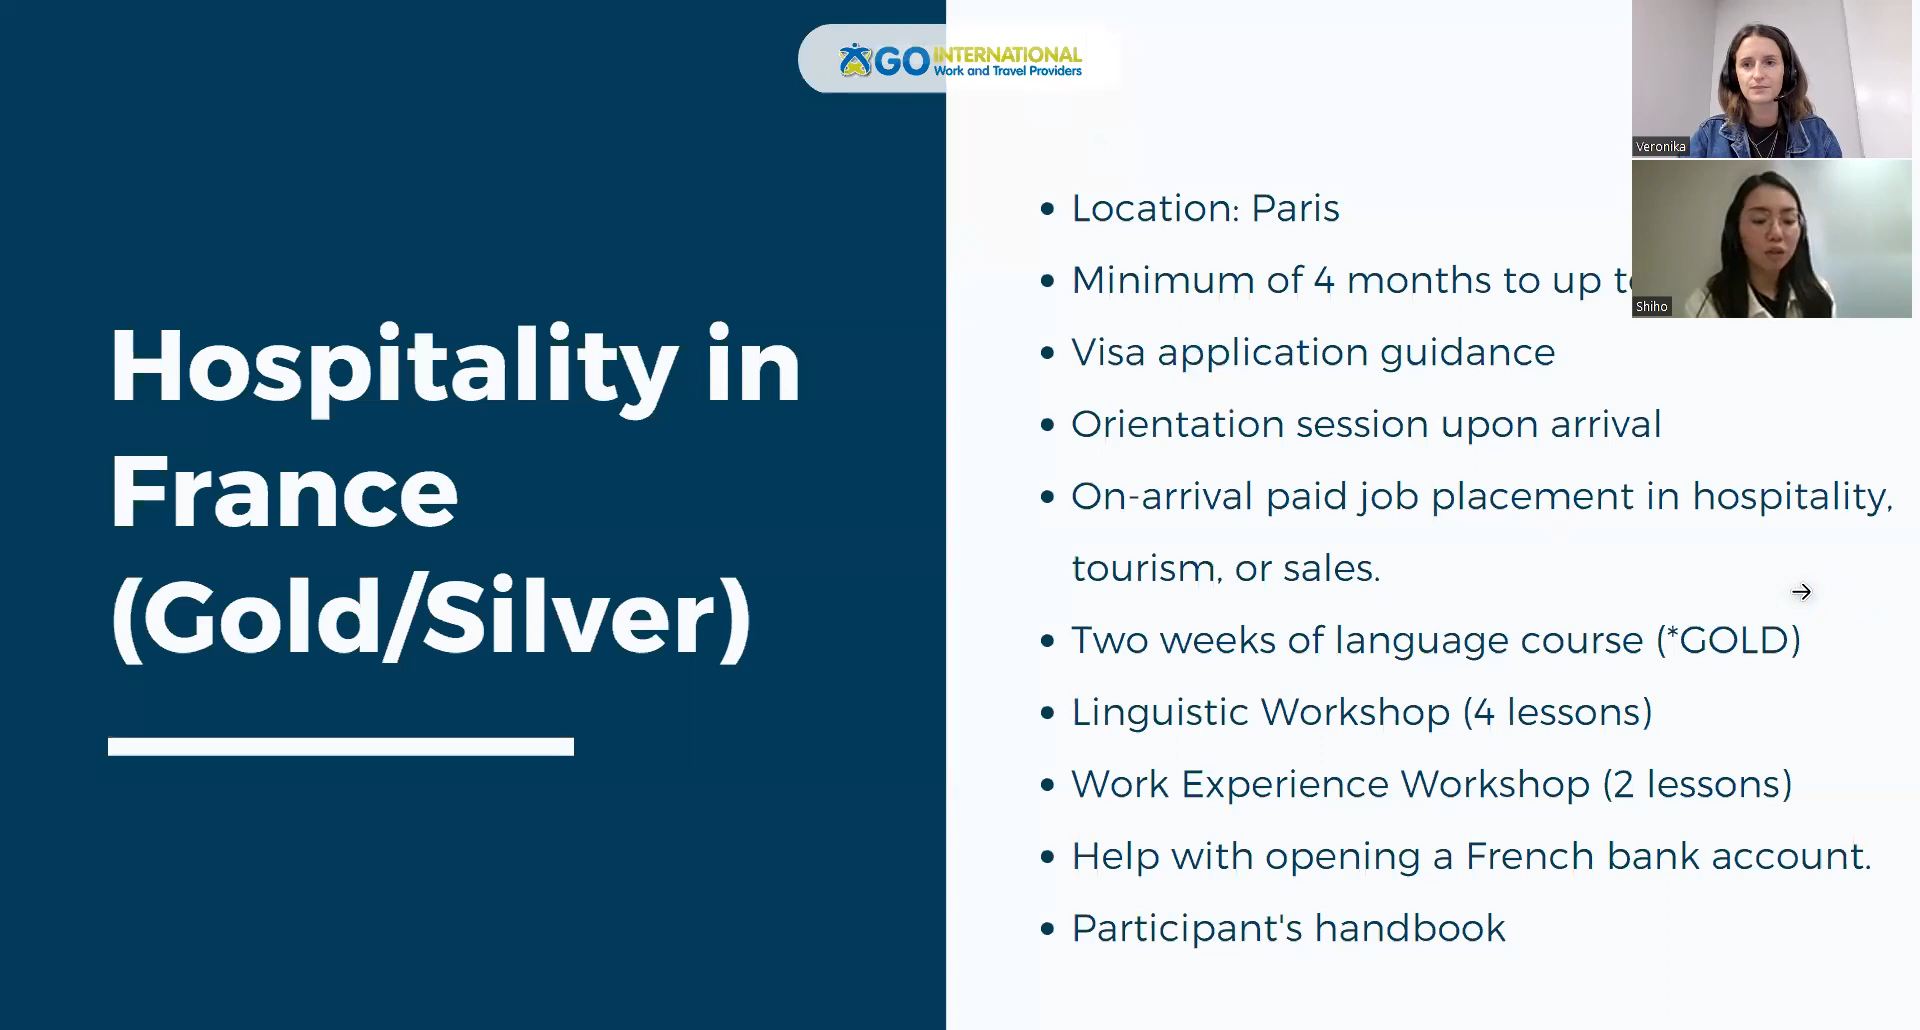 GO INTERNATIONAL
Work and Travel Providers
Hospitality in
France
(Gold/Silver)
• Location: Paris
• Minimum of 4 months to up
• Visa application guidance
• Orientation session upon arrival
• On-arrival paid job placement in hospitality,
tourism, or sales.
• Two weeks of language course (*GOLD)
• Linguistic Workshop (4 lessons)
• Work Experience Workshop (2 lessons)
• Help with opening a French bank account.
• Participant's handbook
Veronika
Shiho